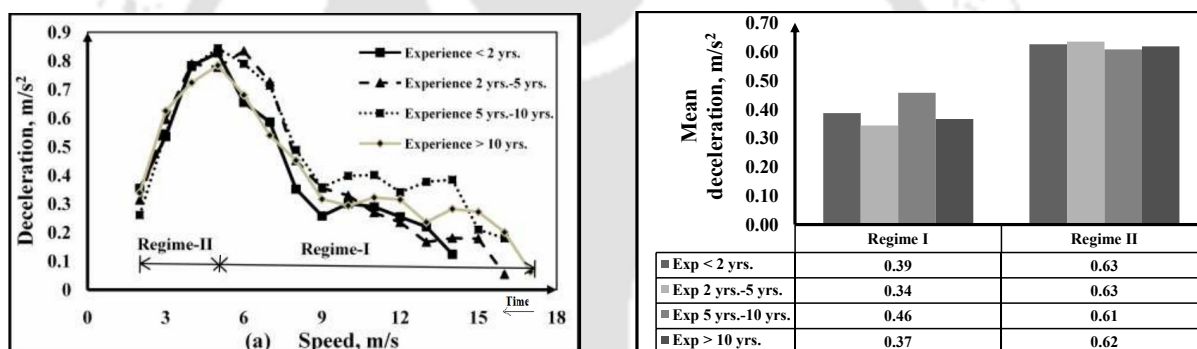 0.9
0.8
0.7
0.6
0.5
0.4
0.3
0.2
0.1
0
Deceleration, m/s2
Experience < 2 yrs.
Experience 2 yrs.-5 yrs.
Experience 5 yrs.-10 yrs.
Experience > 10 yrs.
Regime-II
Regime-I
Time
0 3 6 9 12 15 18
(a) Speed, m/s
0.70
0.60
0.50
0.40
0.30
0.20
0.10
0.00
Mean
deceleration, m/s2
Regime I Regime II
Exp < 2 yrs. 0.39 0.63
Exp 2 yrs.-5 yrs. 0.34 0.63
Exp 5 yrs.-10 yrs. 0.46 0.61
Exp > 10 yrs. 0.37 0.62